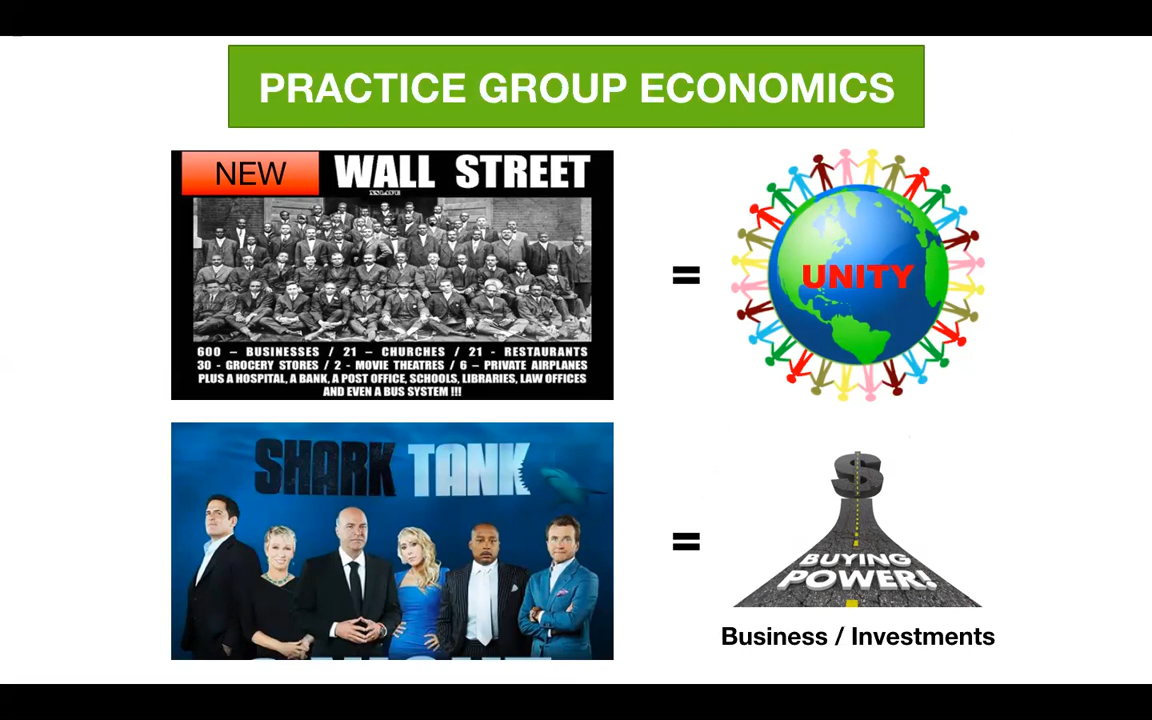 PRACTICE GROUP ECONOMICS
NEW WALL STREET
600 – BUSINESSES / 21 – CHURCHES / 21 - RESTAURANTS
30 - GROCERY STORES / 2 - MOVIE THEATRES / 6 – PRIVATE AIRPLANES
PLUS A HOSPITAL, A BANK, A POST OFFICE, SCHOOLS, LIBRARIES, LAW OFFICES
AND EVEN A BUS SYSTEM !!!
=
UNITY
SHARK TANK
=
$
BUYING
POWER!
Business / Investments